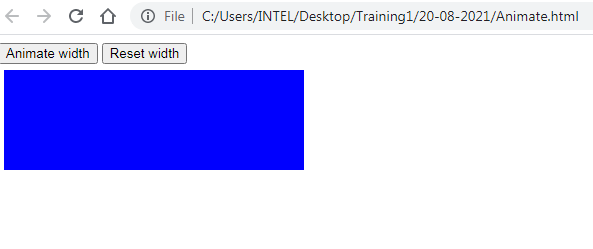 File C:/Users/INTEL/Desktop/Training1/20-08-2021/Animate.html
Animate width Reset width